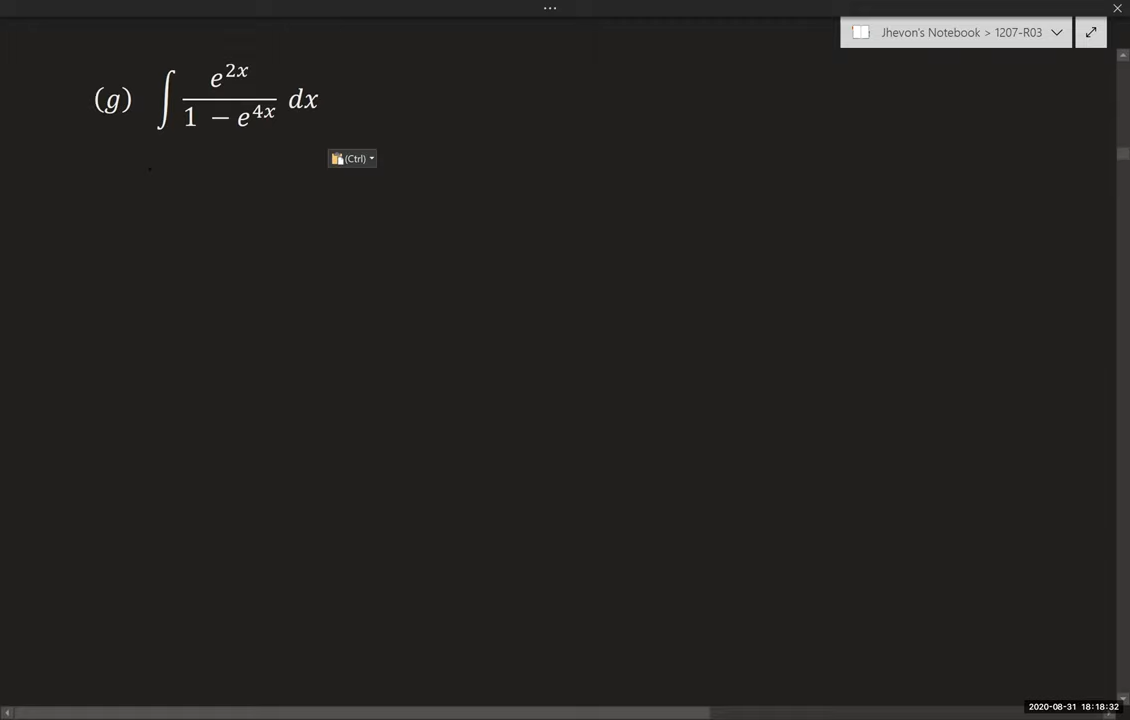 ...
Jhevon's Notebook > 1207-R03
(g) ∫ e^{2x} / (1 − e^{4x}) dx
(Ctrl)
2020-08-31 18:18:32